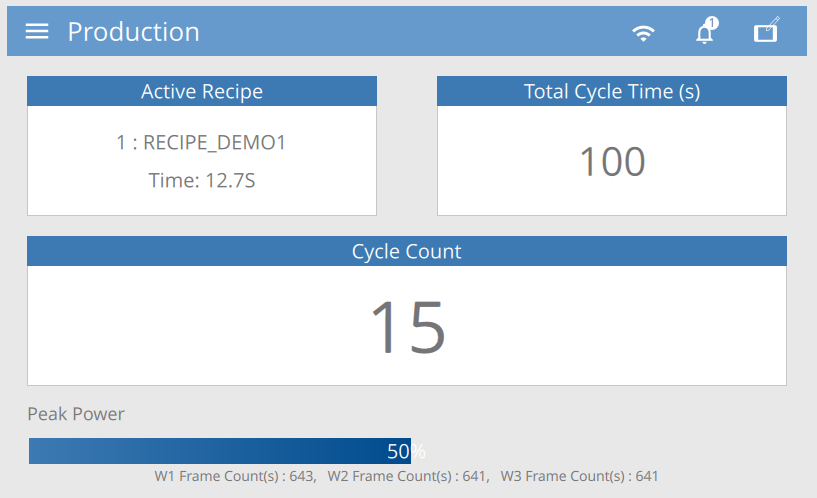 Production
1
Active Recipe
1 : RECIPE_DEMO1
Time: 12.7S
Total Cycle Time (s)
100
Cycle Count
15
Peak Power
50%
W1 Frame Count(s) : 643, W2 Frame Count(s) : 641, W3 Frame Count(s) : 641